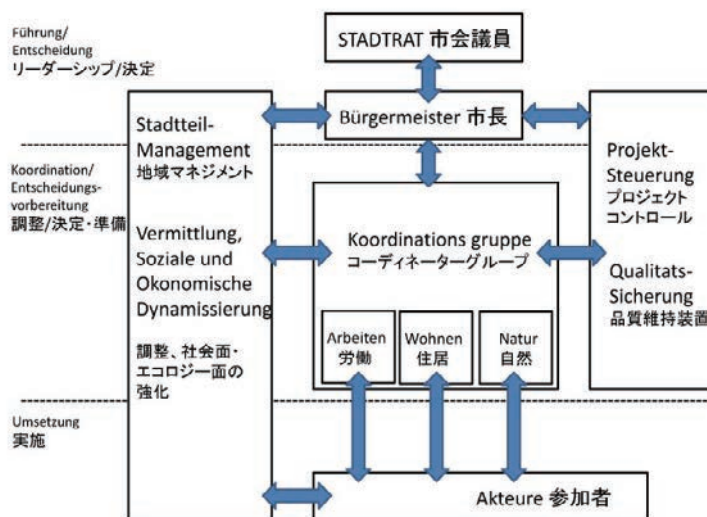 Führung/
Entscheidung
リーダーシップ/決定
STADTRAT 市会議員
Bürgermeister 市長
Stadtteil-
Management
地域マネジメント
Vermittlung,
Soziale und
Okonomische
Dynamissierung
調整、社会面・
エコロジー面の
強化
Koordination/
Entscheidungs-
vorbereitung
調整/決定・準備
Koordinations gruppe
コーディネーターグループ
Arbeiten
労働
Wohnen
住居
Natur
自然
Projekt-
Steuerung
プロジェクト
コントロール
Qualitats-
Sicherung
品質維持装置
Umsetzung
実施
Akteure 参加者